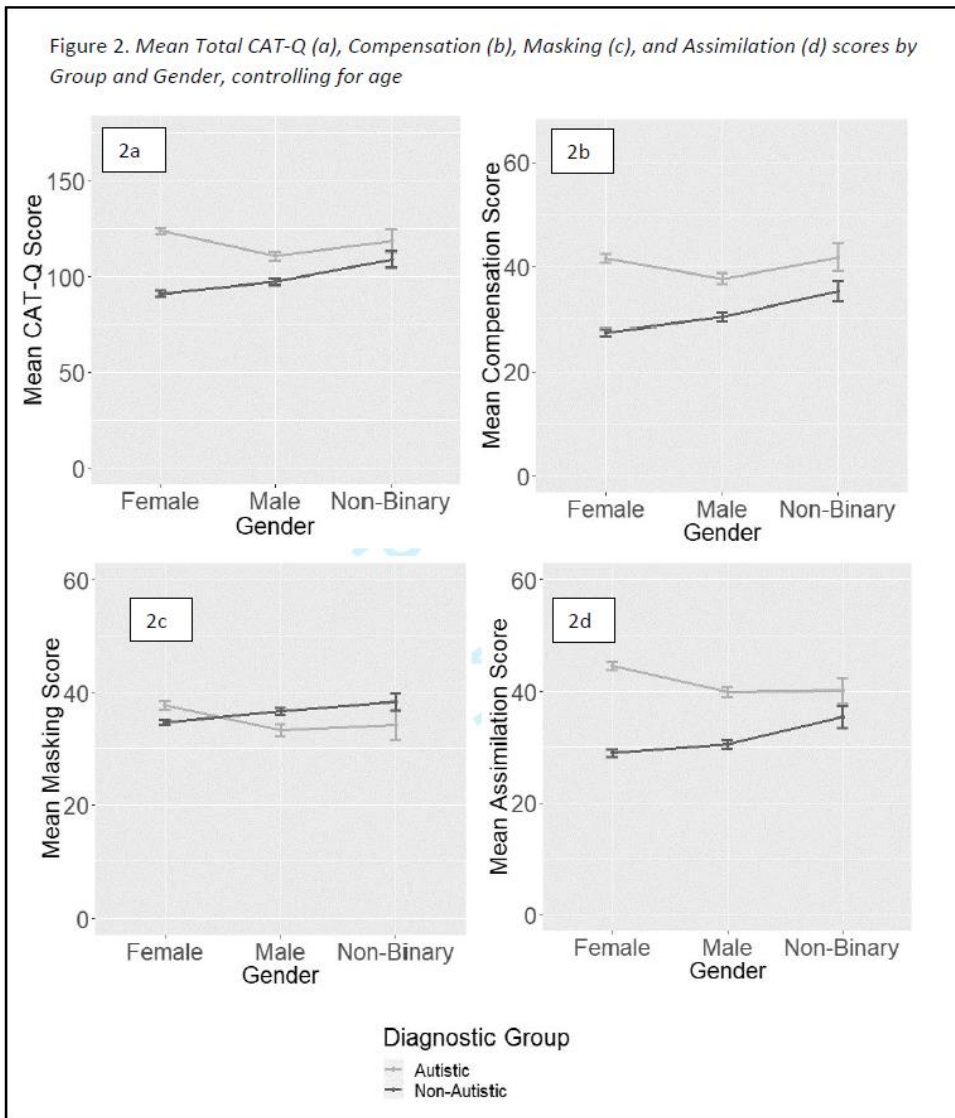 Figure 2. Mean Total CAT-Q (a), Compensation (b), Masking (c), and Assimilation (d) scores by
Group and Gender, controlling for age
2a
Mean CAT-Q Score
150
100
50
0
Female Male Non-Binary
Gender
2b
Mean Compensation Score
60
40
20
0
Female Male Non-Binary
Gender
2c
Mean Masking Score
60
40
20
0
Female Male Non-Binary
Gender
2d
Mean Assimilation Score
60
40
20
0
Female Male Non-Binary
Gender
Diagnostic Group
Autistic
Non-Autistic